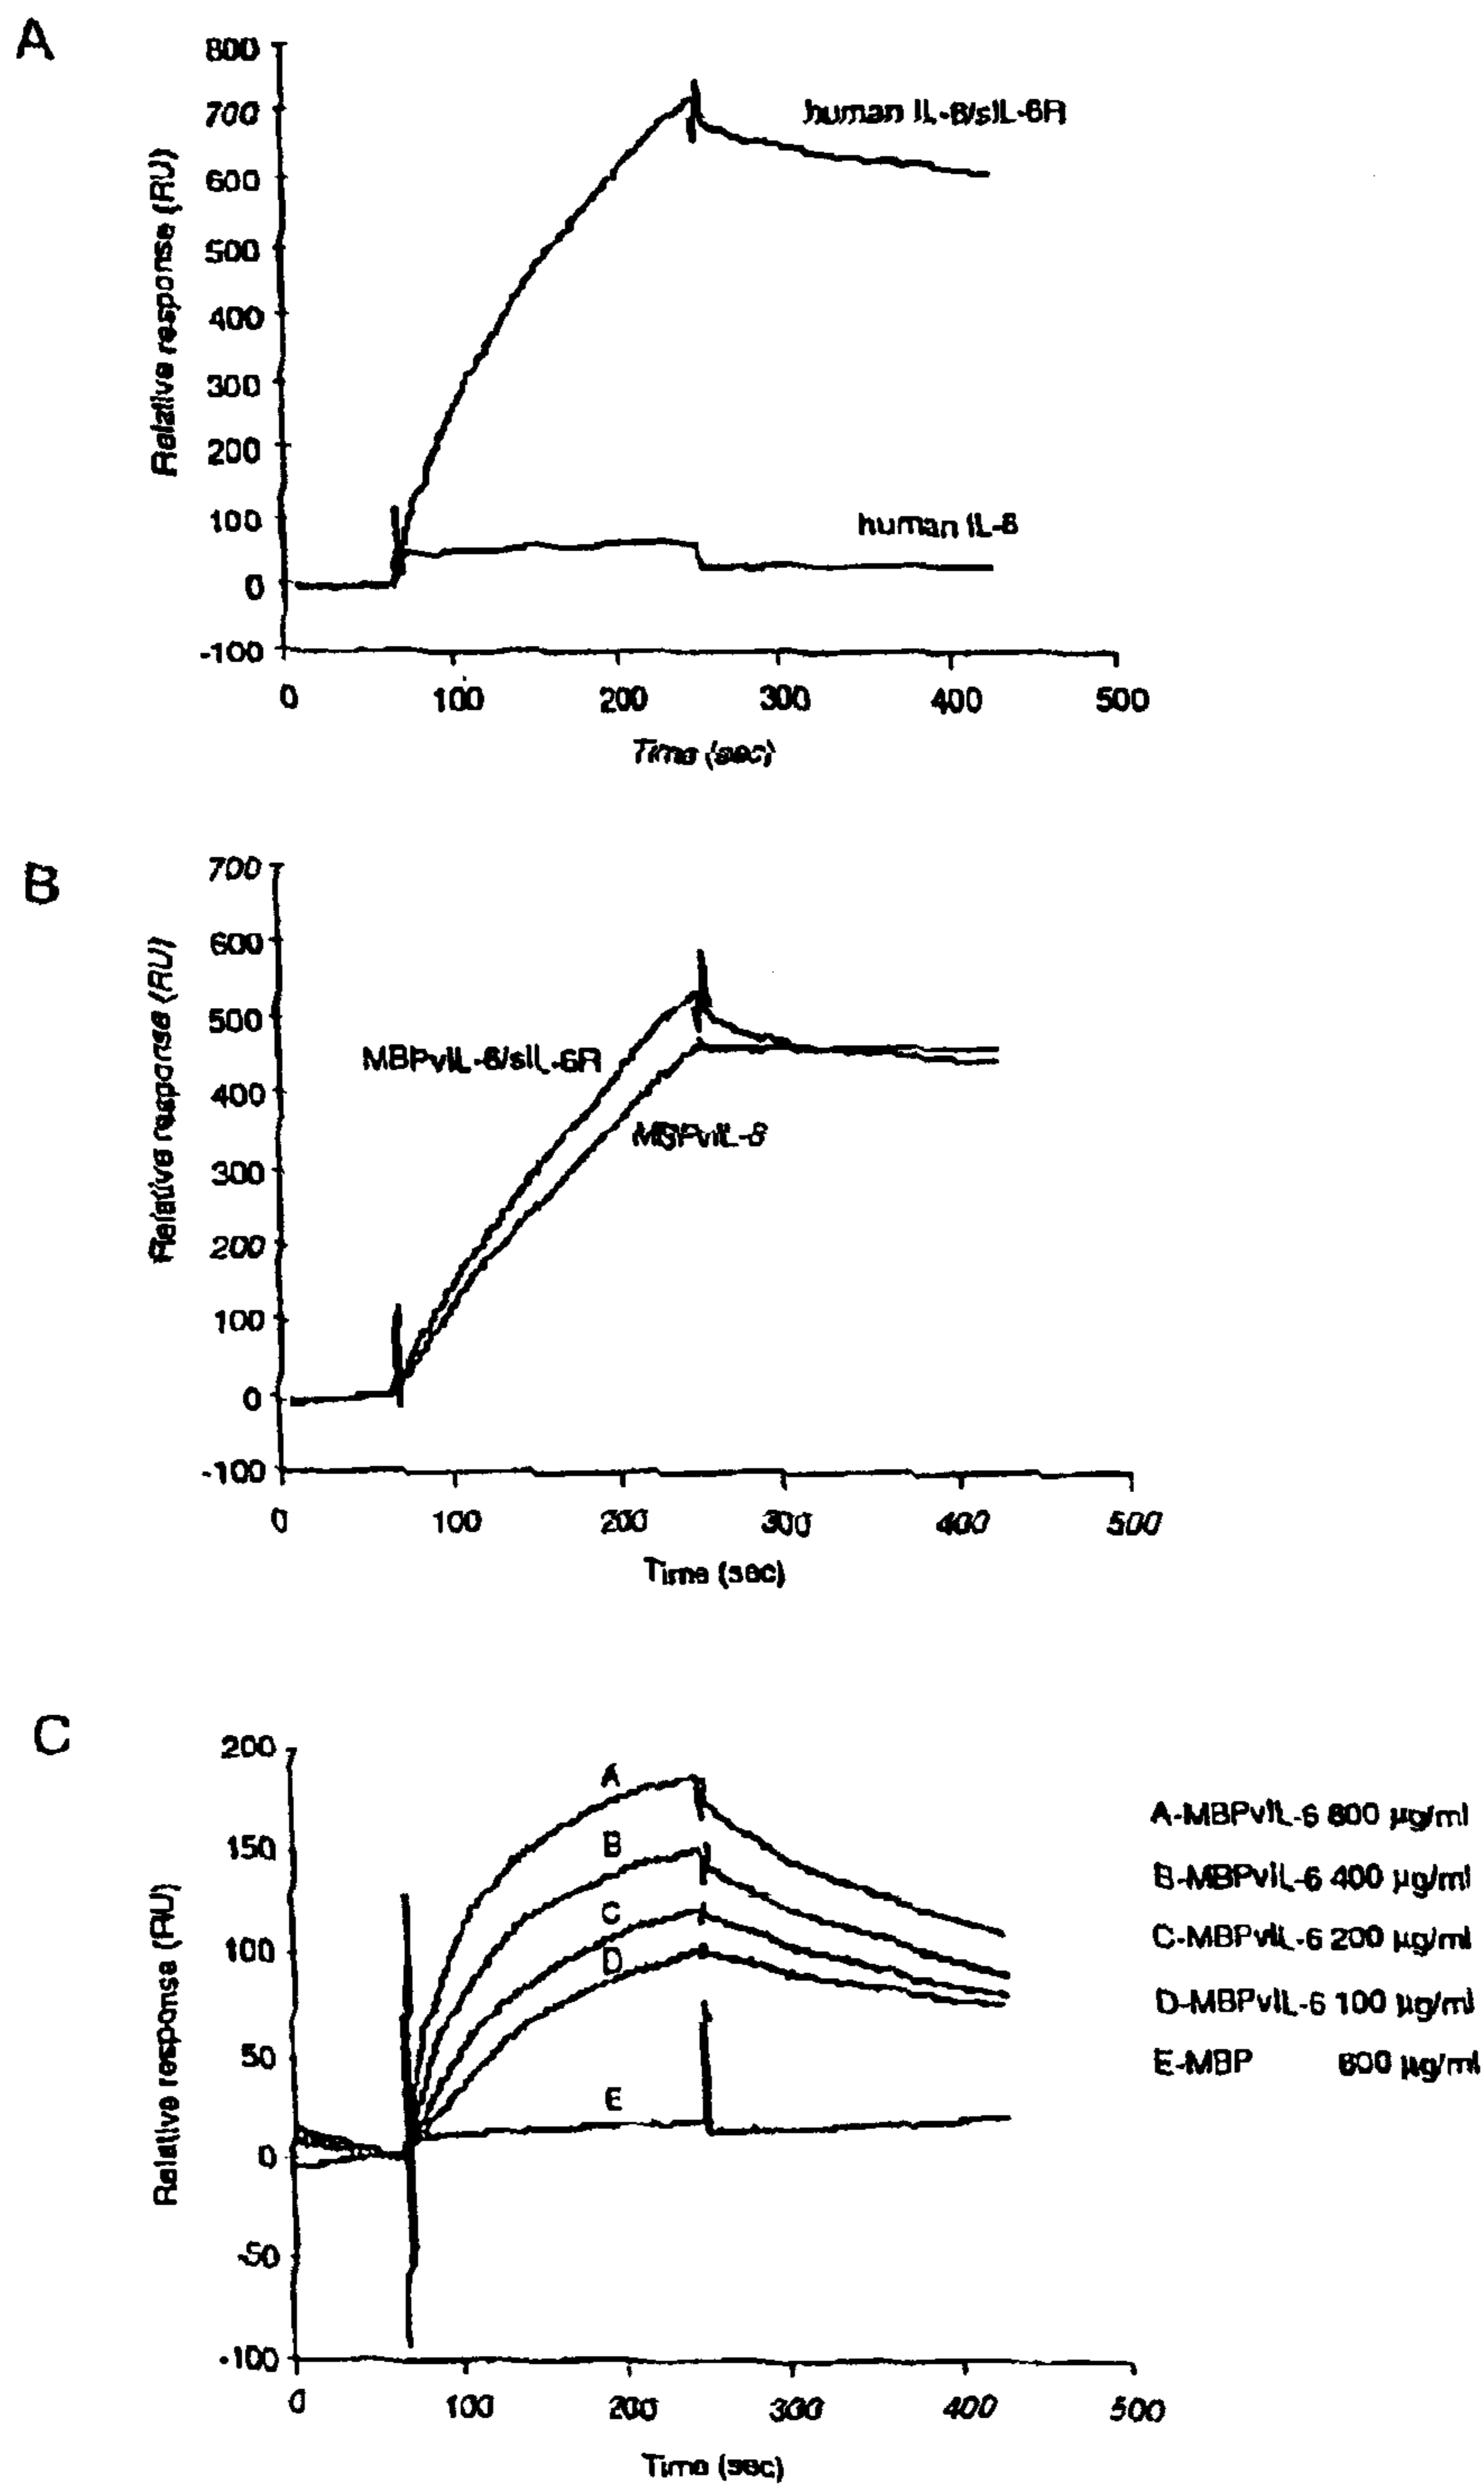 A
800
700
600
500
400
300
200
100
0
-100
Relative response (RU)
human IL-6/sIL-6R
human IL-6
0 100 200 300 400 500
Time (sec)
B
700
600
500
400
300
200
100
0
-100
Relative response (RU)
MBPvIL-6/sIL-6R
MBPvIL-6
0 100 200 300 400 500
Time (sec)
C
200
150
100
50
0
-50
-100
Relative response (RU)
A
B
C
D
E
A-MBPvIL-6 800 µg/ml
B-MBPvIL-6 400 µg/ml
C-MBPvIL-6 200 µg/ml
D-MBPvIL-6 100 µg/ml
E-MBP µg/ml
0 100 200 300 400 500
Time (sec)